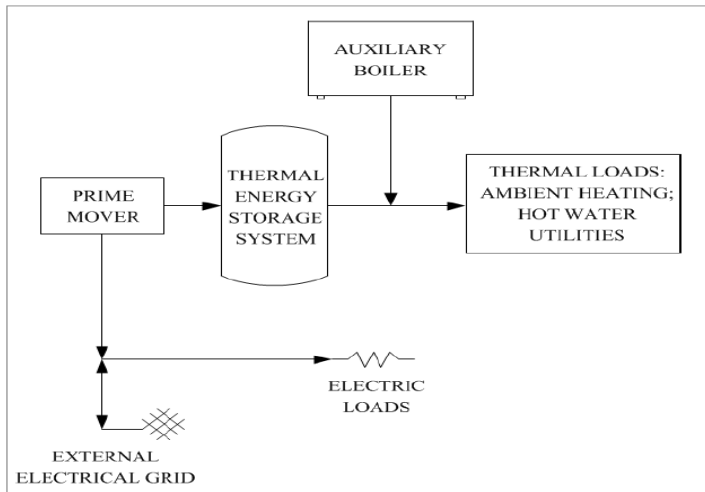 AUXILIARY
BOILER
THERMAL
ENERGY
STORAGE
SYSTEM
PRIME
MOVER
THERMAL LOADS:
AMBIENT HEATING;
HOT WATER
UTILITIES
ELECTRIC
LOADS
EXTERNAL
ELECTRICAL GRID